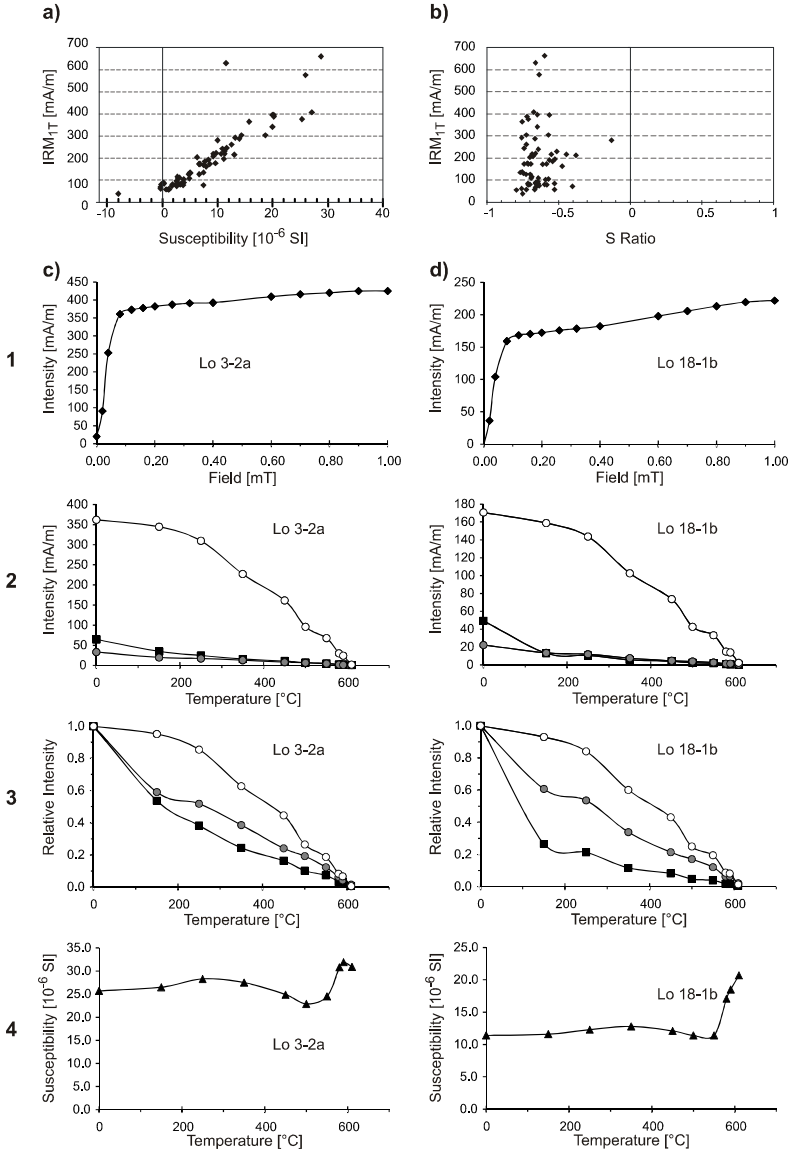 a)
b)
700
600
500
400
300
200
100
0
IRM1T [mA/m]
-10 0 10 20 30 40
Susceptibility [10-6 SI]
700
600
500
400
300
200
100
0
IRM1T [mA/m]
-1 -0.5 0 0.5 1
S Ratio
1
c)
450
400
350
300
250
200
150
100
50
0
Intensity [mA/m]
Lo 3-2a
0.00 0.20 0.40 0.60 0.80 1.00
Field [mT]
d)
250
200
150
100
50
0
Intensity [mA/m]
Lo 18-1b
0.00 0.20 0.40 0.60 0.80 1.00
Field [mT]
2
400
350
300
250
200
150
100
50
0
Intensity [mA/m]
Lo 3-2a
0 200 400 600 800
Temperature [°C]
180
160
140
120
100
80
60
40
20
0
Intensity [mA/m]
Lo 18-1b
0 200 400 600 800
Temperature [°C]
3
1.0
0.8
0.6
0.4
0.2
0.0
Relative Intensity
Lo 3-2a
0 200 400 600 800
Temperature [°C]
1.0
0.8
0.6
0.4
0.2
0.0
Relative Intensity
Lo 18-1b
0 200 400 600 800
Temperature [°C]
4
35.0
30.0
25.0
20.0
15.0
10.0
5.0
0.0
Susceptibility [10-6 SI]
Lo 3-2a
0 200 400 600
Temperature [°C]
25.0
20.0
15.0
10.0
5.0
0.0
Susceptibility [10-6 SI]
Lo 18-1b
0 200 400 600
Temperature [°C]